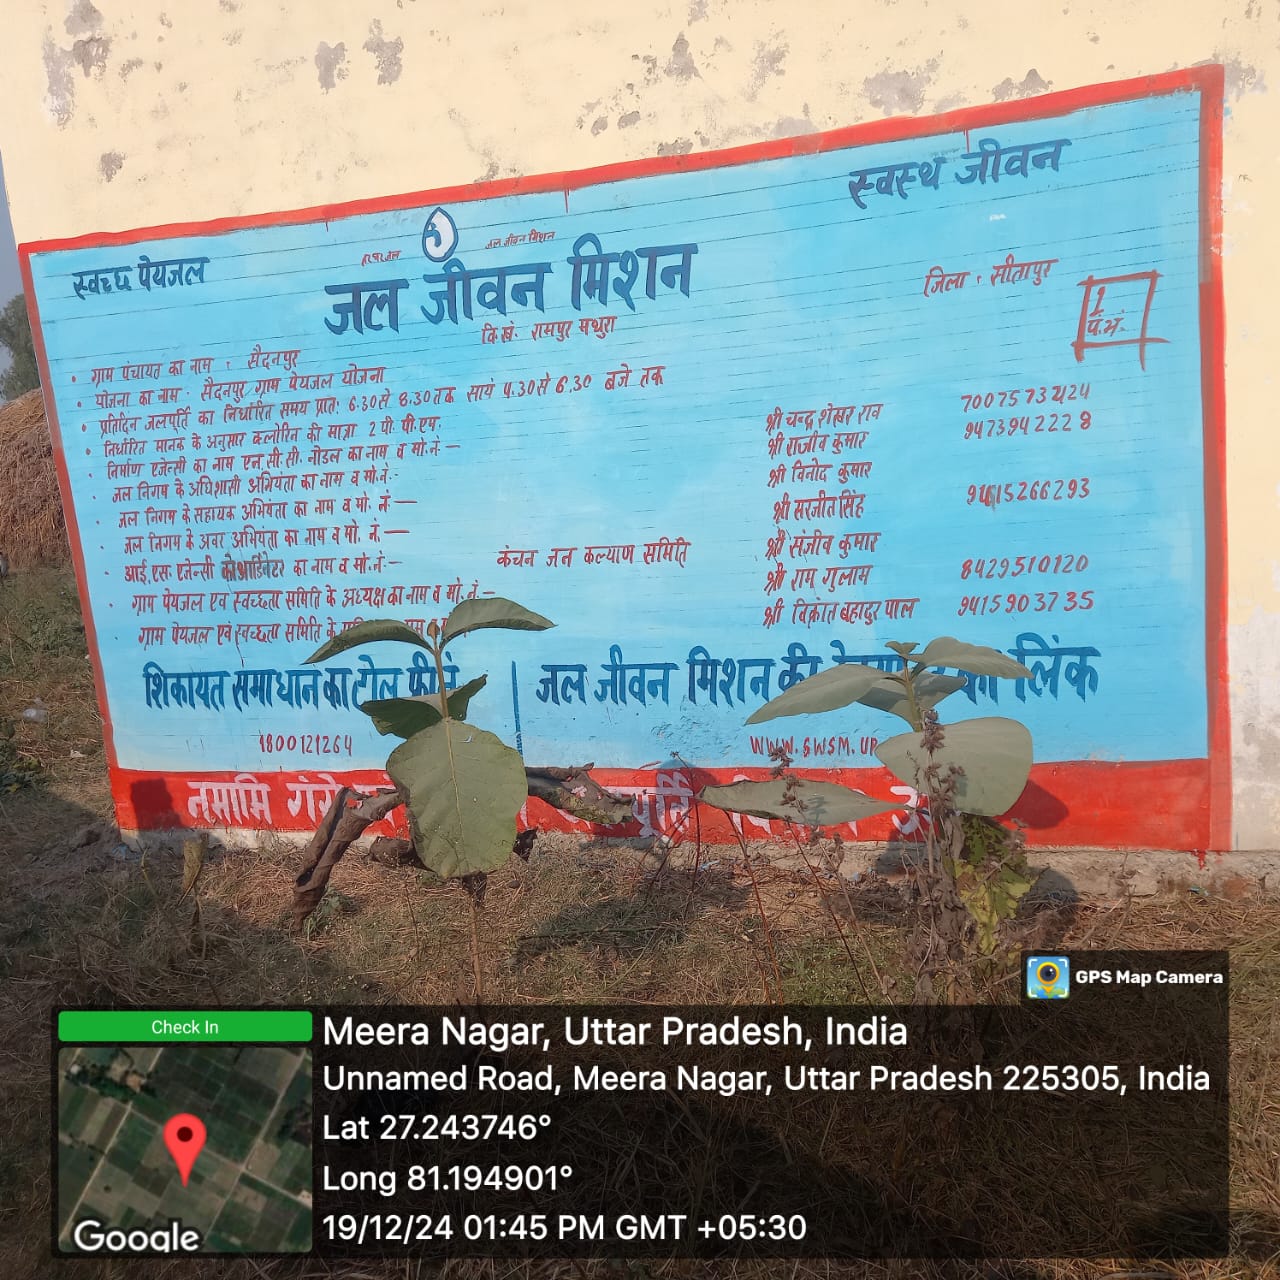 स्वच्छ पेयजल
स्वस्थ जीवन
हर घर जल
जल जीवन मिशन
जल जीवन मिशन
वि.खं. रामपुर मथुरा
जिला - सीतापुर
1
पं.भं.
• ग्राम पंचायत का नाम - सैदनपुर
• योजना का नाम - सैदनपुर ग्राम पेयजल योजना
• प्रतिदिन जलपूर्ति का निर्धारित समय प्रातः 6.30 से 8.30 तक सायं 4.30 से 6.30 बजे तक
• निर्धारित मानक के अनुसार क्लोरिन की मात्रा 2 पी. पी. एम.
• निर्माण एजेन्सी का नाम एन.सी.सी. नोडल का नाम व मो.नं.— श्री चन्द्र शेखर राव
• जल निगम के अधिशासी अभियंता का नाम व मो.नं.- श्री राजीव कुमार 9473942228
• जल निगम के सहायक अभियंता का नाम व मो. नं.— श्री विनोद कुमार
• जल निगम के अवर अभियंता का नाम व मो. नं.— श्री सरजीत सिंह
• आई.एस. एजेन्सी कोआर्डिनेटर का नाम व मो.नं.- कंचन जन कल्याण समिति श्री संजीव कुमार
• ग्राम पेयजल एवं स्वच्छता समिति के अध्यक्ष का नाम व मो.नं.— श्री राम गुलाम 8429510120
• ग्राम पेयजल एवं स्वच्छता समिति के श्री विक्रांत बहादुर पाल 9415903735
शिकायत समाधान का टोल फ्री नं
1800121264
जल जीवन मिशन की का लिंक
WWW. SWSM. UP
नमामि गंगे
GPS Map Camera
Check In
Meera Nagar, Uttar Pradesh, India
Unnamed Road, Meera Nagar, Uttar Pradesh 225305, India
Lat 27.243746°
Long 81.194901°
19/12/24 01:45 PM GMT +05:30
Google